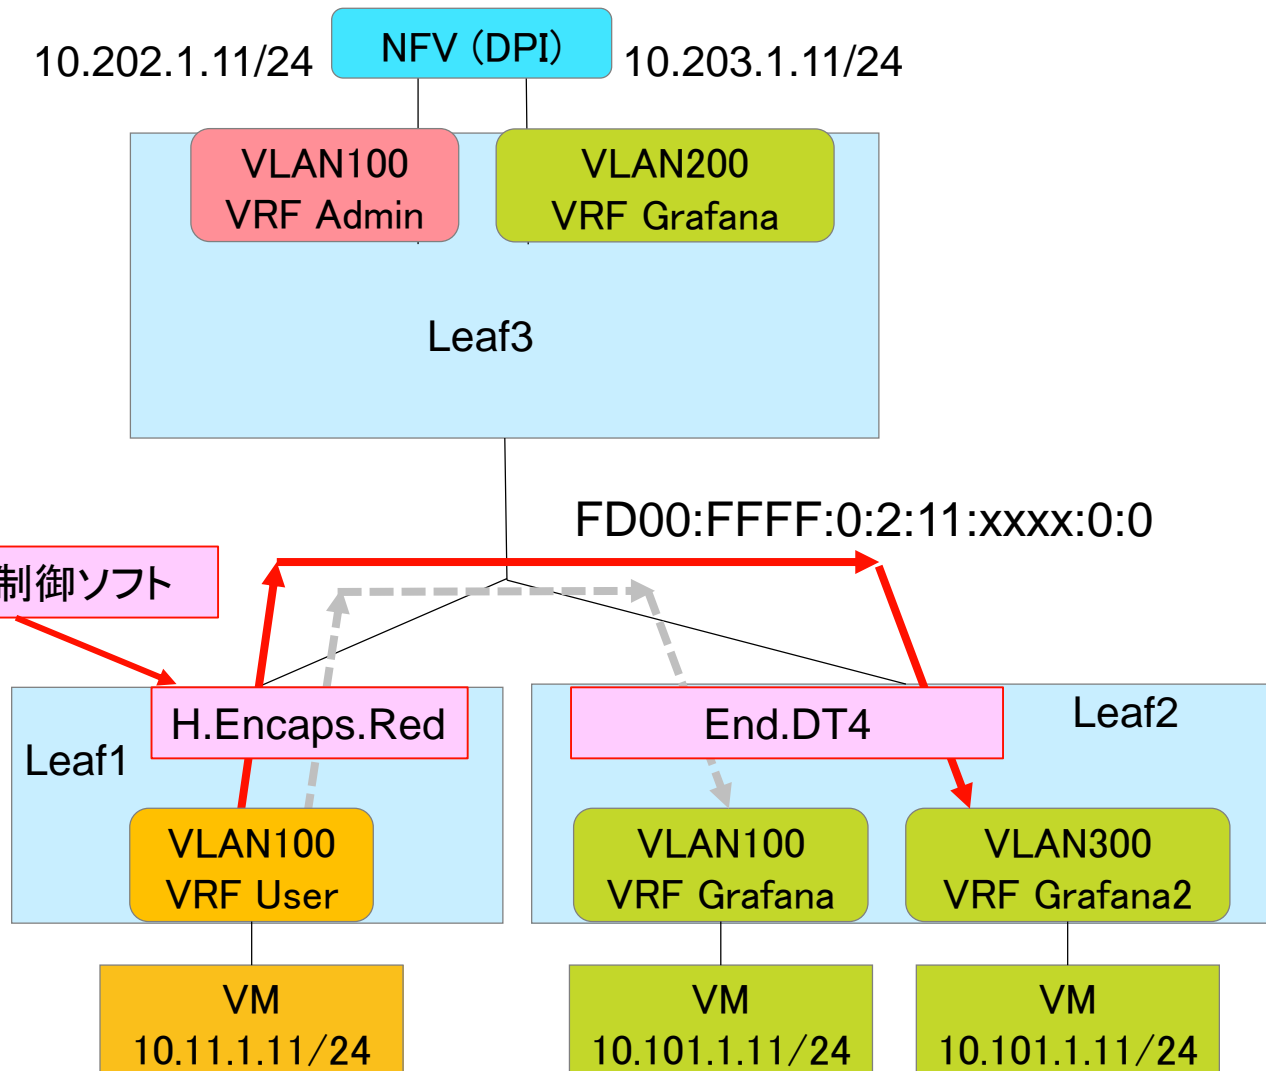 NFV (DPI)
10.202.1.11/24
10.203.1.11/24
VLAN100
VRF Admin
VLAN200
VRF Grafana
Leaf3
FD00:FFFF:0:2:11:xxxx:0:0
制御ソフト
H.Encaps.Red
Leaf1
End.DT4
Leaf2
VLAN100
VRF User
VLAN100
VRF Grafana
VLAN300
VRF Grafana2
VM
10.11.1.11/24
VM
10.101.1.11/24
VM
10.101.1.11/24